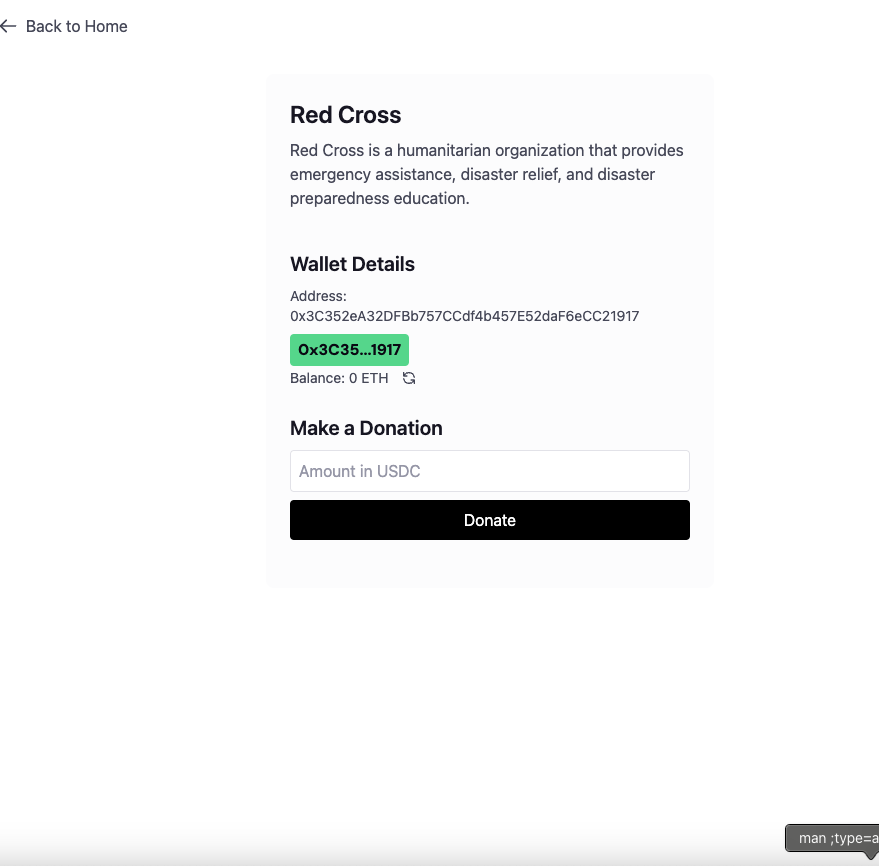 Back to Home
Red Cross
Red Cross is a humanitarian organization that provides
emergency assistance, disaster relief, and disaster
preparedness education.
Wallet Details
Address:
0x3C352eA32DFBb757CCdf4b457E52daF6eCC21917
0x3C35...1917
Balance: 0 ETH
Make a Donation
Amount in USDC
Donate
man ;type=a